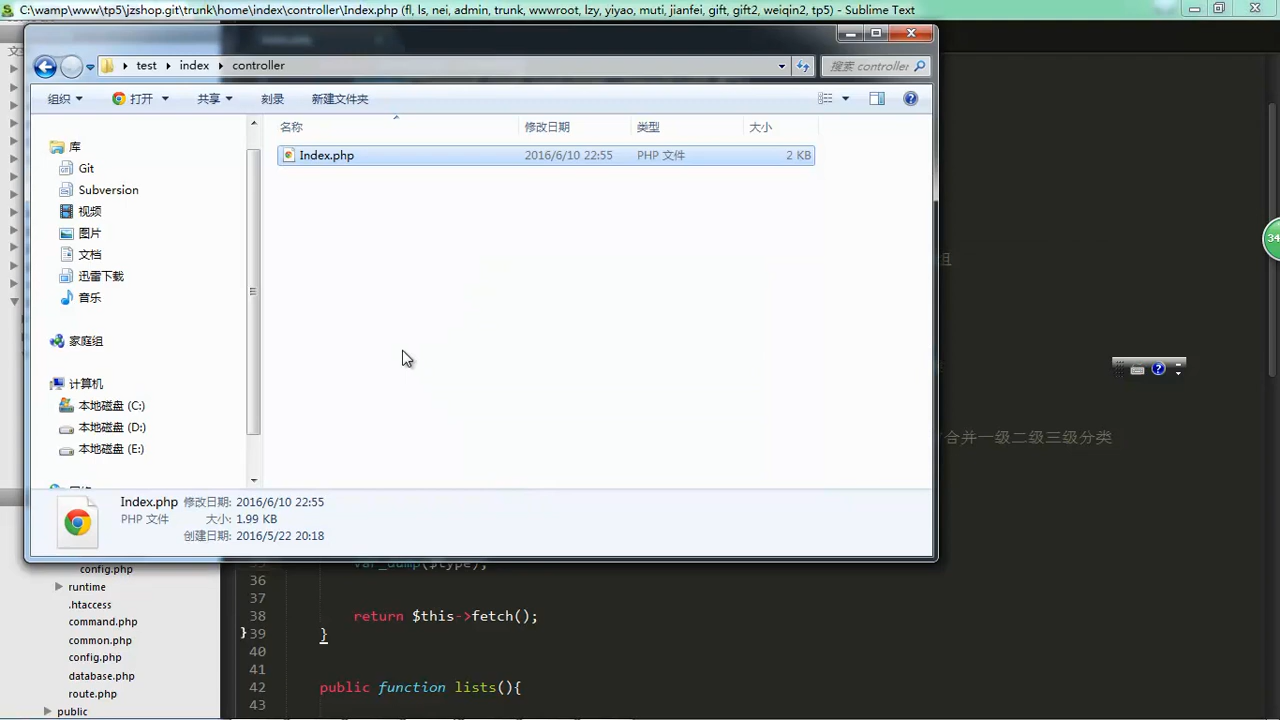 C:\wamp\www\tp5\jzshop.git\trunk\home\index\controller\Index.php (fl, ls, nei, admin, trunk, wwwroot, lzy, yiyao, muti, jianfei, gift, gift2, weiqin2, tp5) - Sublime Text
test index controller
搜索 controller
组织 打开 共享 刻录 新建文件夹
名称 修改日期 类型 大小
Index.php 2016/6/10 22:55 PHP 文件 2 KB
库
Git
Subversion
视频
图片
文档
迅雷下载
音乐
家庭组
计算机
本地磁盘 (C:)
本地磁盘 (D:)
本地磁盘 (E:)
Index.php 修改日期: 2016/6/10 22:55
PHP 文件 大小: 1.99 KB
创建日期: 2016/5/22 20:18
34
组
合并一级二级三级分类
config.php
runtime
.htaccess
command.php
common.php
config.php
database.php
route.php
public
var_dump($type);
36
37
38 return $this->fetch();
39 }
40
41
42 public function lists(){
43